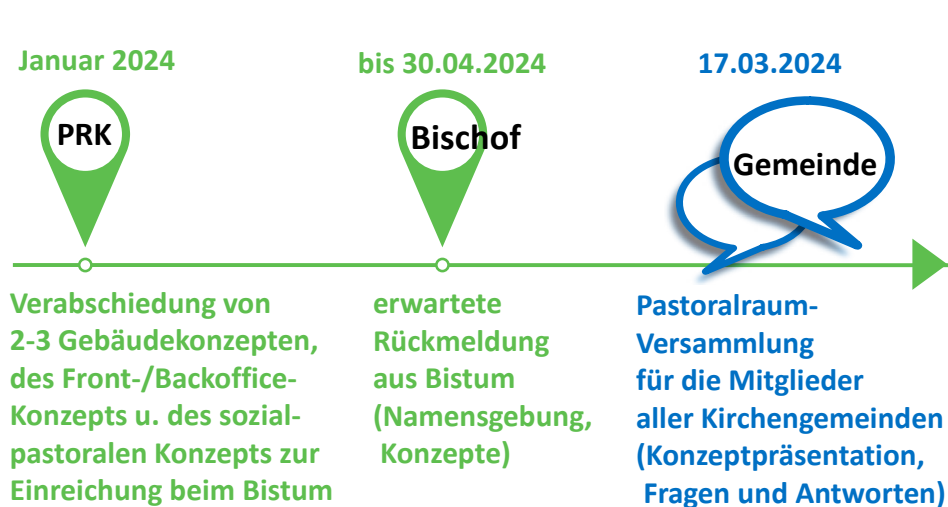 Januar 2024
PRK
Verabschiedung von
2-3 Gebäudekonzepten,
des Front-/Backoffice-
Konzepts u. des sozial-
pastoralen Konzepts zur
Einreichung beim Bistum
bis 30.04.2024
Bischof
erwartete
Rückmeldung
aus Bistum
(Namensgebung,
Konzepte)
17.03.2024
Gemeinde
Pastoralraum-
Versammlung
für die Mitglieder
aller Kirchengemeinden
(Konzeptpräsentation,
Fragen und Antworten)